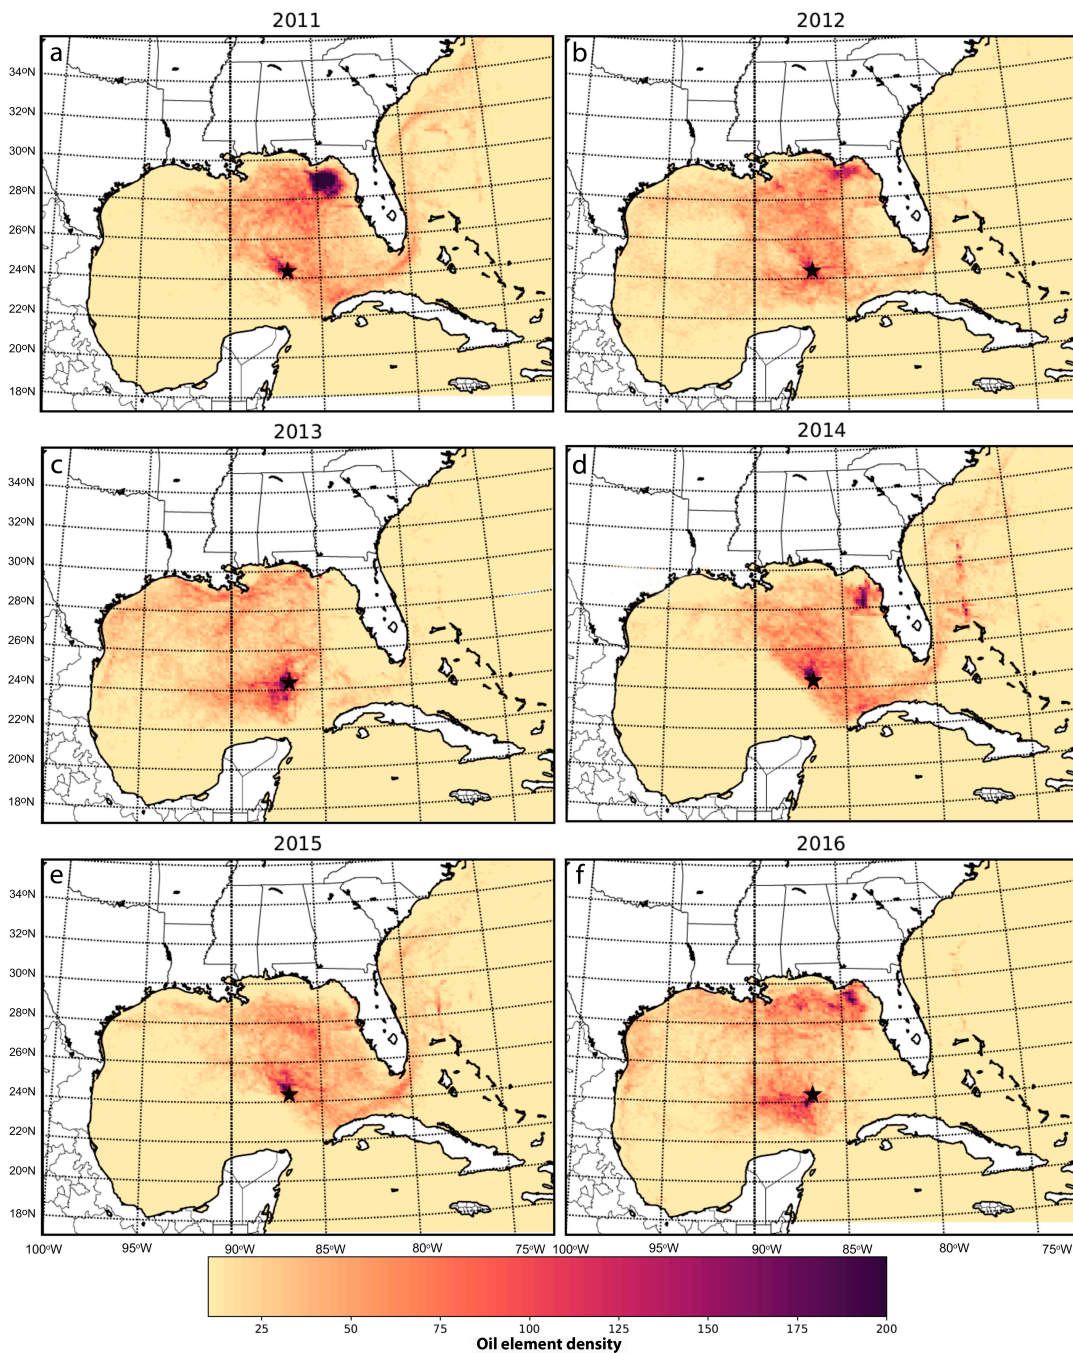 2011 2012
a b
34ºN
32ºN
30ºN
28ºN
26ºN
24ºN
22ºN
20ºN
18ºN
2013 2014
c d
34ºN
32ºN
30ºN
28ºN
26ºN
24ºN
22ºN
20ºN
18ºN
2015 2016
e f
34ºN
32ºN
30ºN
28ºN
26ºN
24ºN
22ºN
20ºN
18ºN
100ºW 95ºW 90ºW 85ºW 80ºW 75ºW 100ºW 95ºW 90ºW 85ºW 80ºW 75ºW
25 50 75 100 125 150 175 200
Oil element density